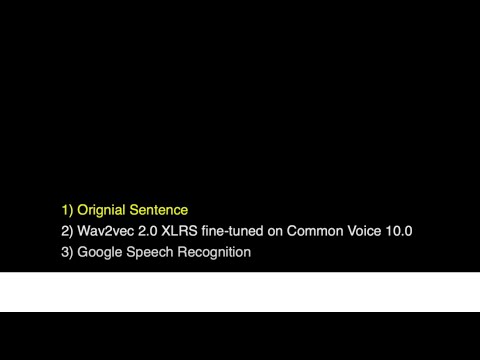 1) Orignial Sentence
2) Wav2vec 2.0 XLRS fine-tuned on Common Voice 10.0
3) Google Speech Recognition